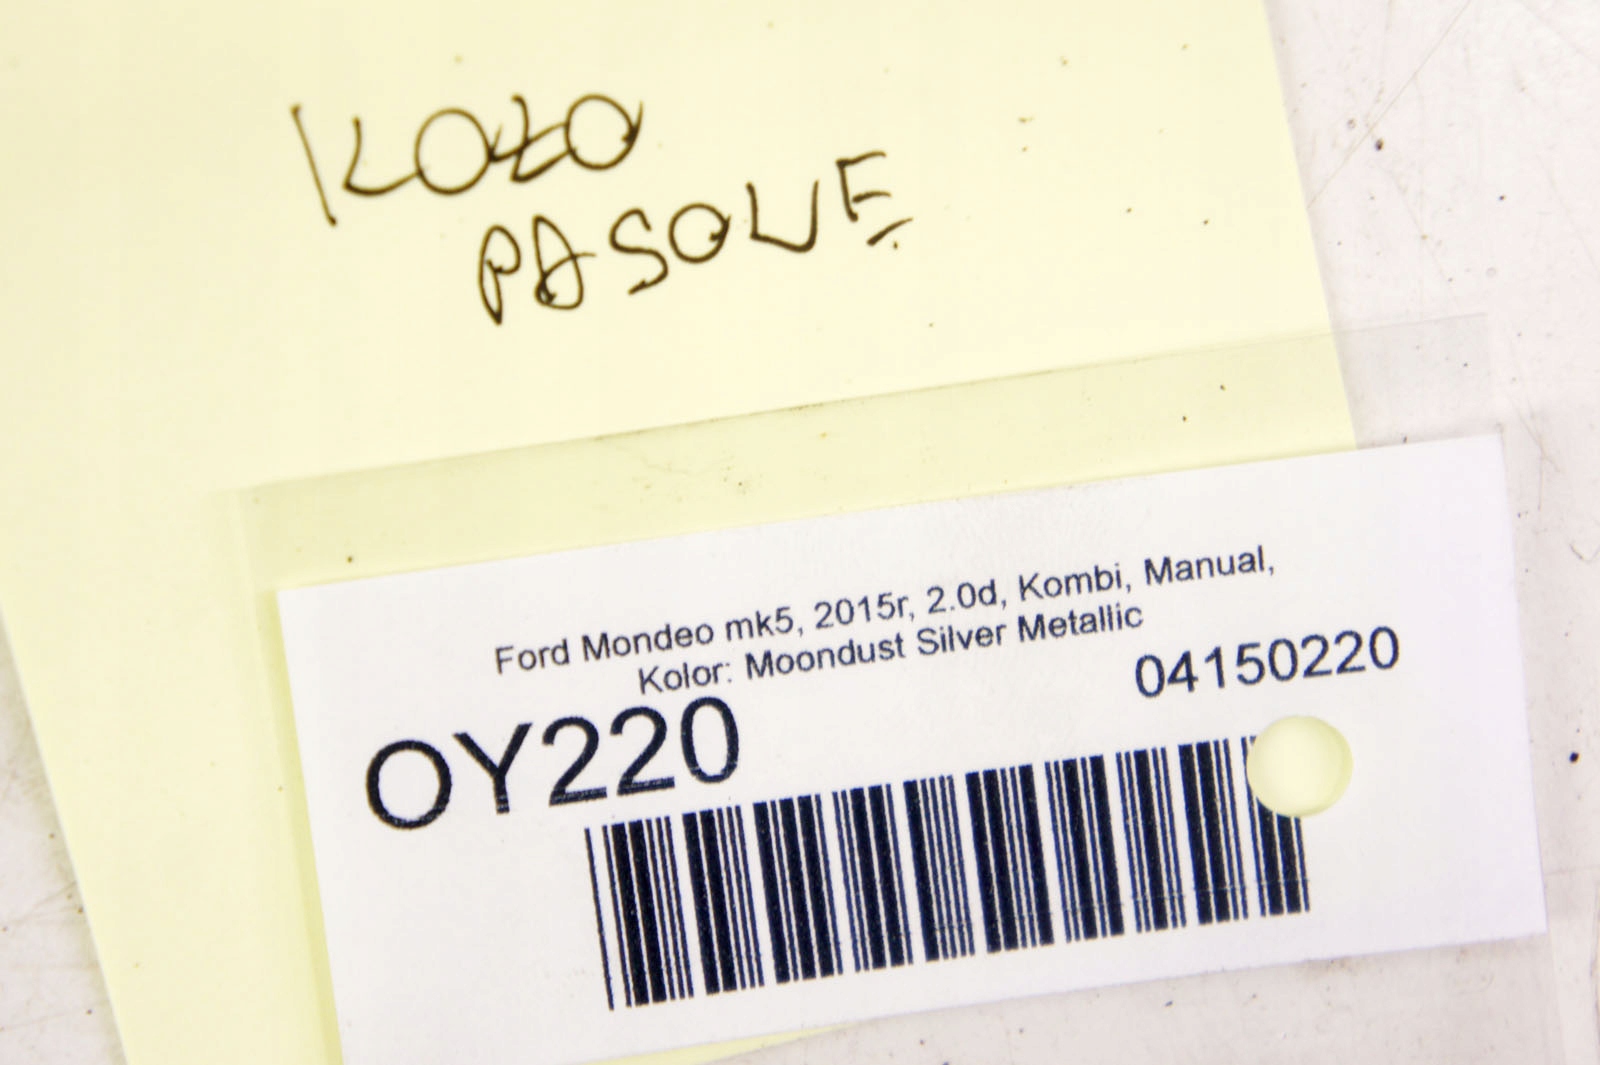 KOŁO
PASOWE
Ford Mondeo mk5, 2015r, 2.0d, Kombi, Manual,
Kolor: Moondust Silver Metallic
04150220
OY220